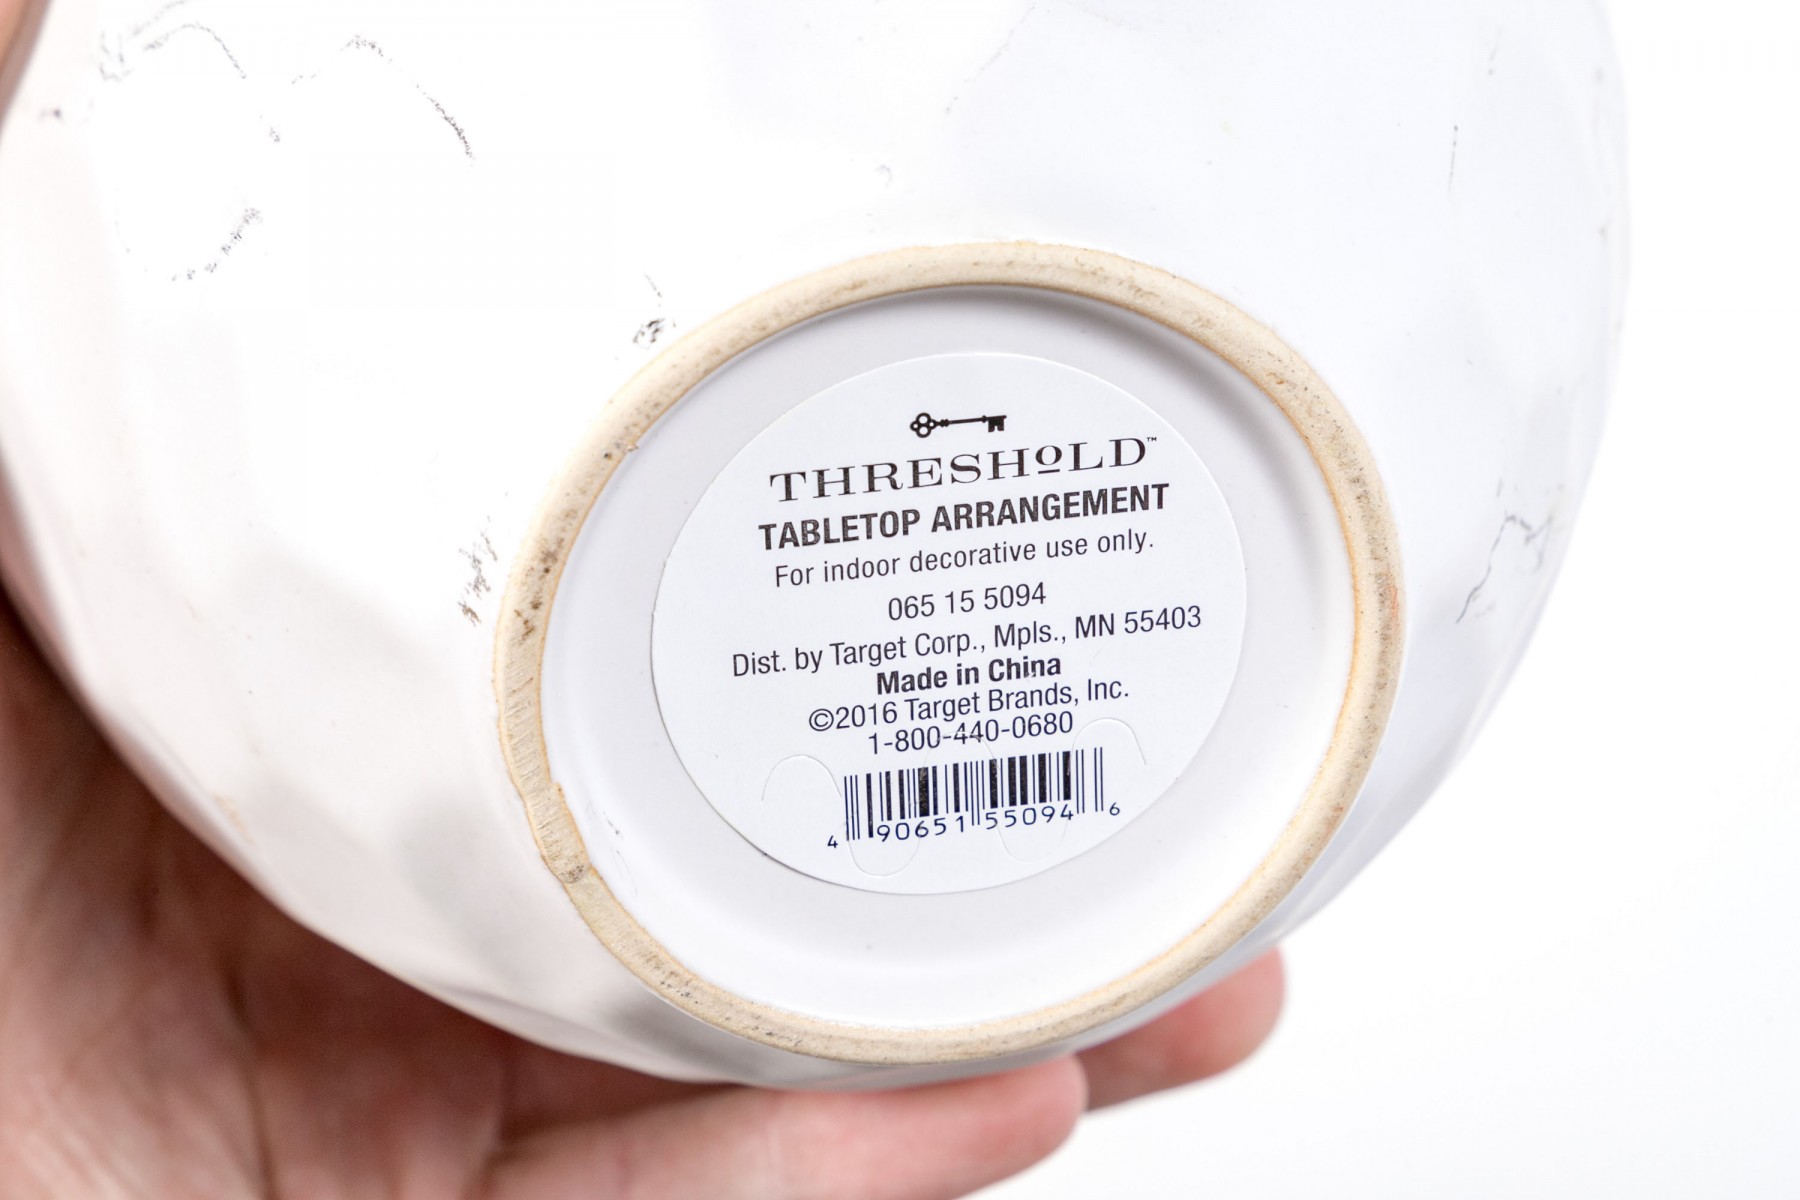 THRESHOLD™
TABLETOP ARRANGEMENT
For indoor decorative use only.
065 15 5094
Dist. by Target Corp., Mpls., MN 55403
Made in China
©2016 Target Brands, Inc.
1-800-440-0680
4 90651 55094 6